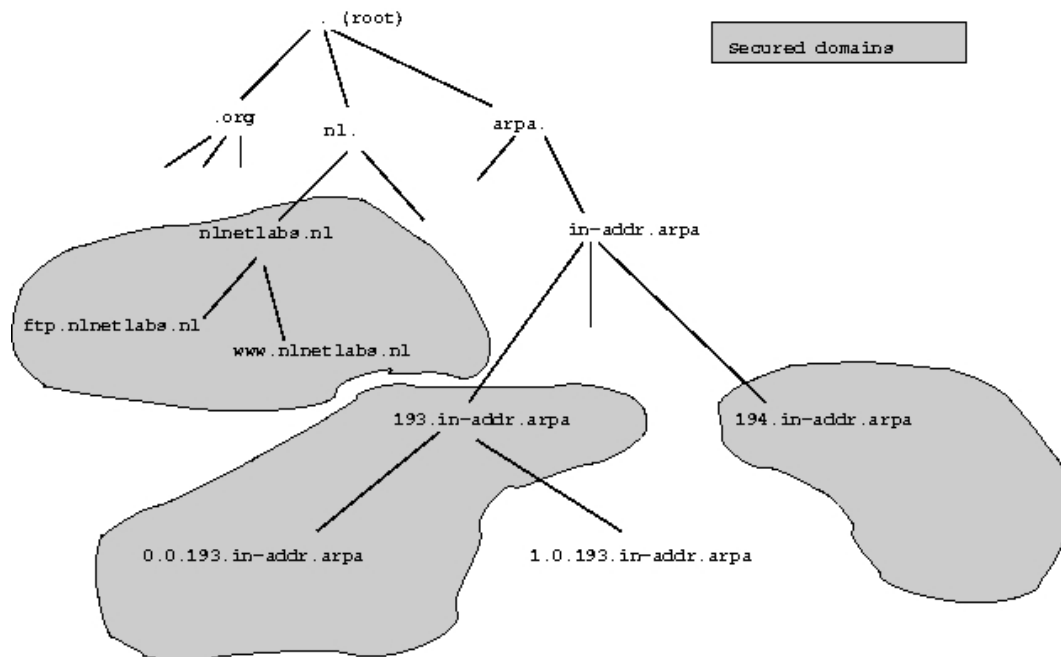 . (root)
Secured domains
.org
nl.
arpa.
nlnetlabs.nl
in-addr.arpa
ftp.nlnetlabs.nl
www.nlnetlabs.nl
193.in-addr.arpa
194.in-addr.arpa
0.0.193.in-addr.arpa
1.0.193.in-addr.arpa